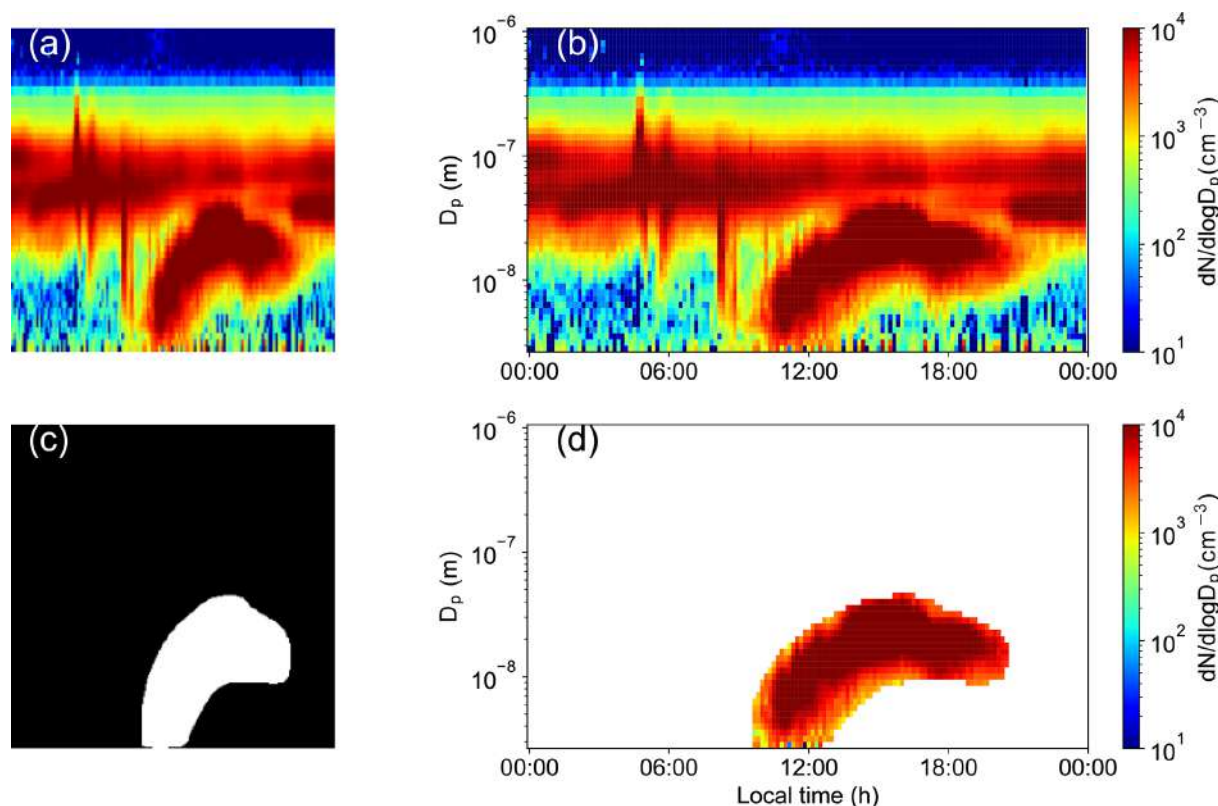 (a)
(b)
10⁻⁶
10⁻⁷
10⁻⁸
Dₚ (m)
00:00 06:00 12:00 18:00 00:00
10⁴
10³
10²
10¹
dN/dlogDₚ(cm⁻³)
(c)
(d)
10⁻⁶
10⁻⁷
10⁻⁸
Dₚ (m)
00:00 06:00 12:00 18:00 00:00
Local time (h)
10⁴
10³
10²
10¹
dN/dlogDₚ(cm⁻³)